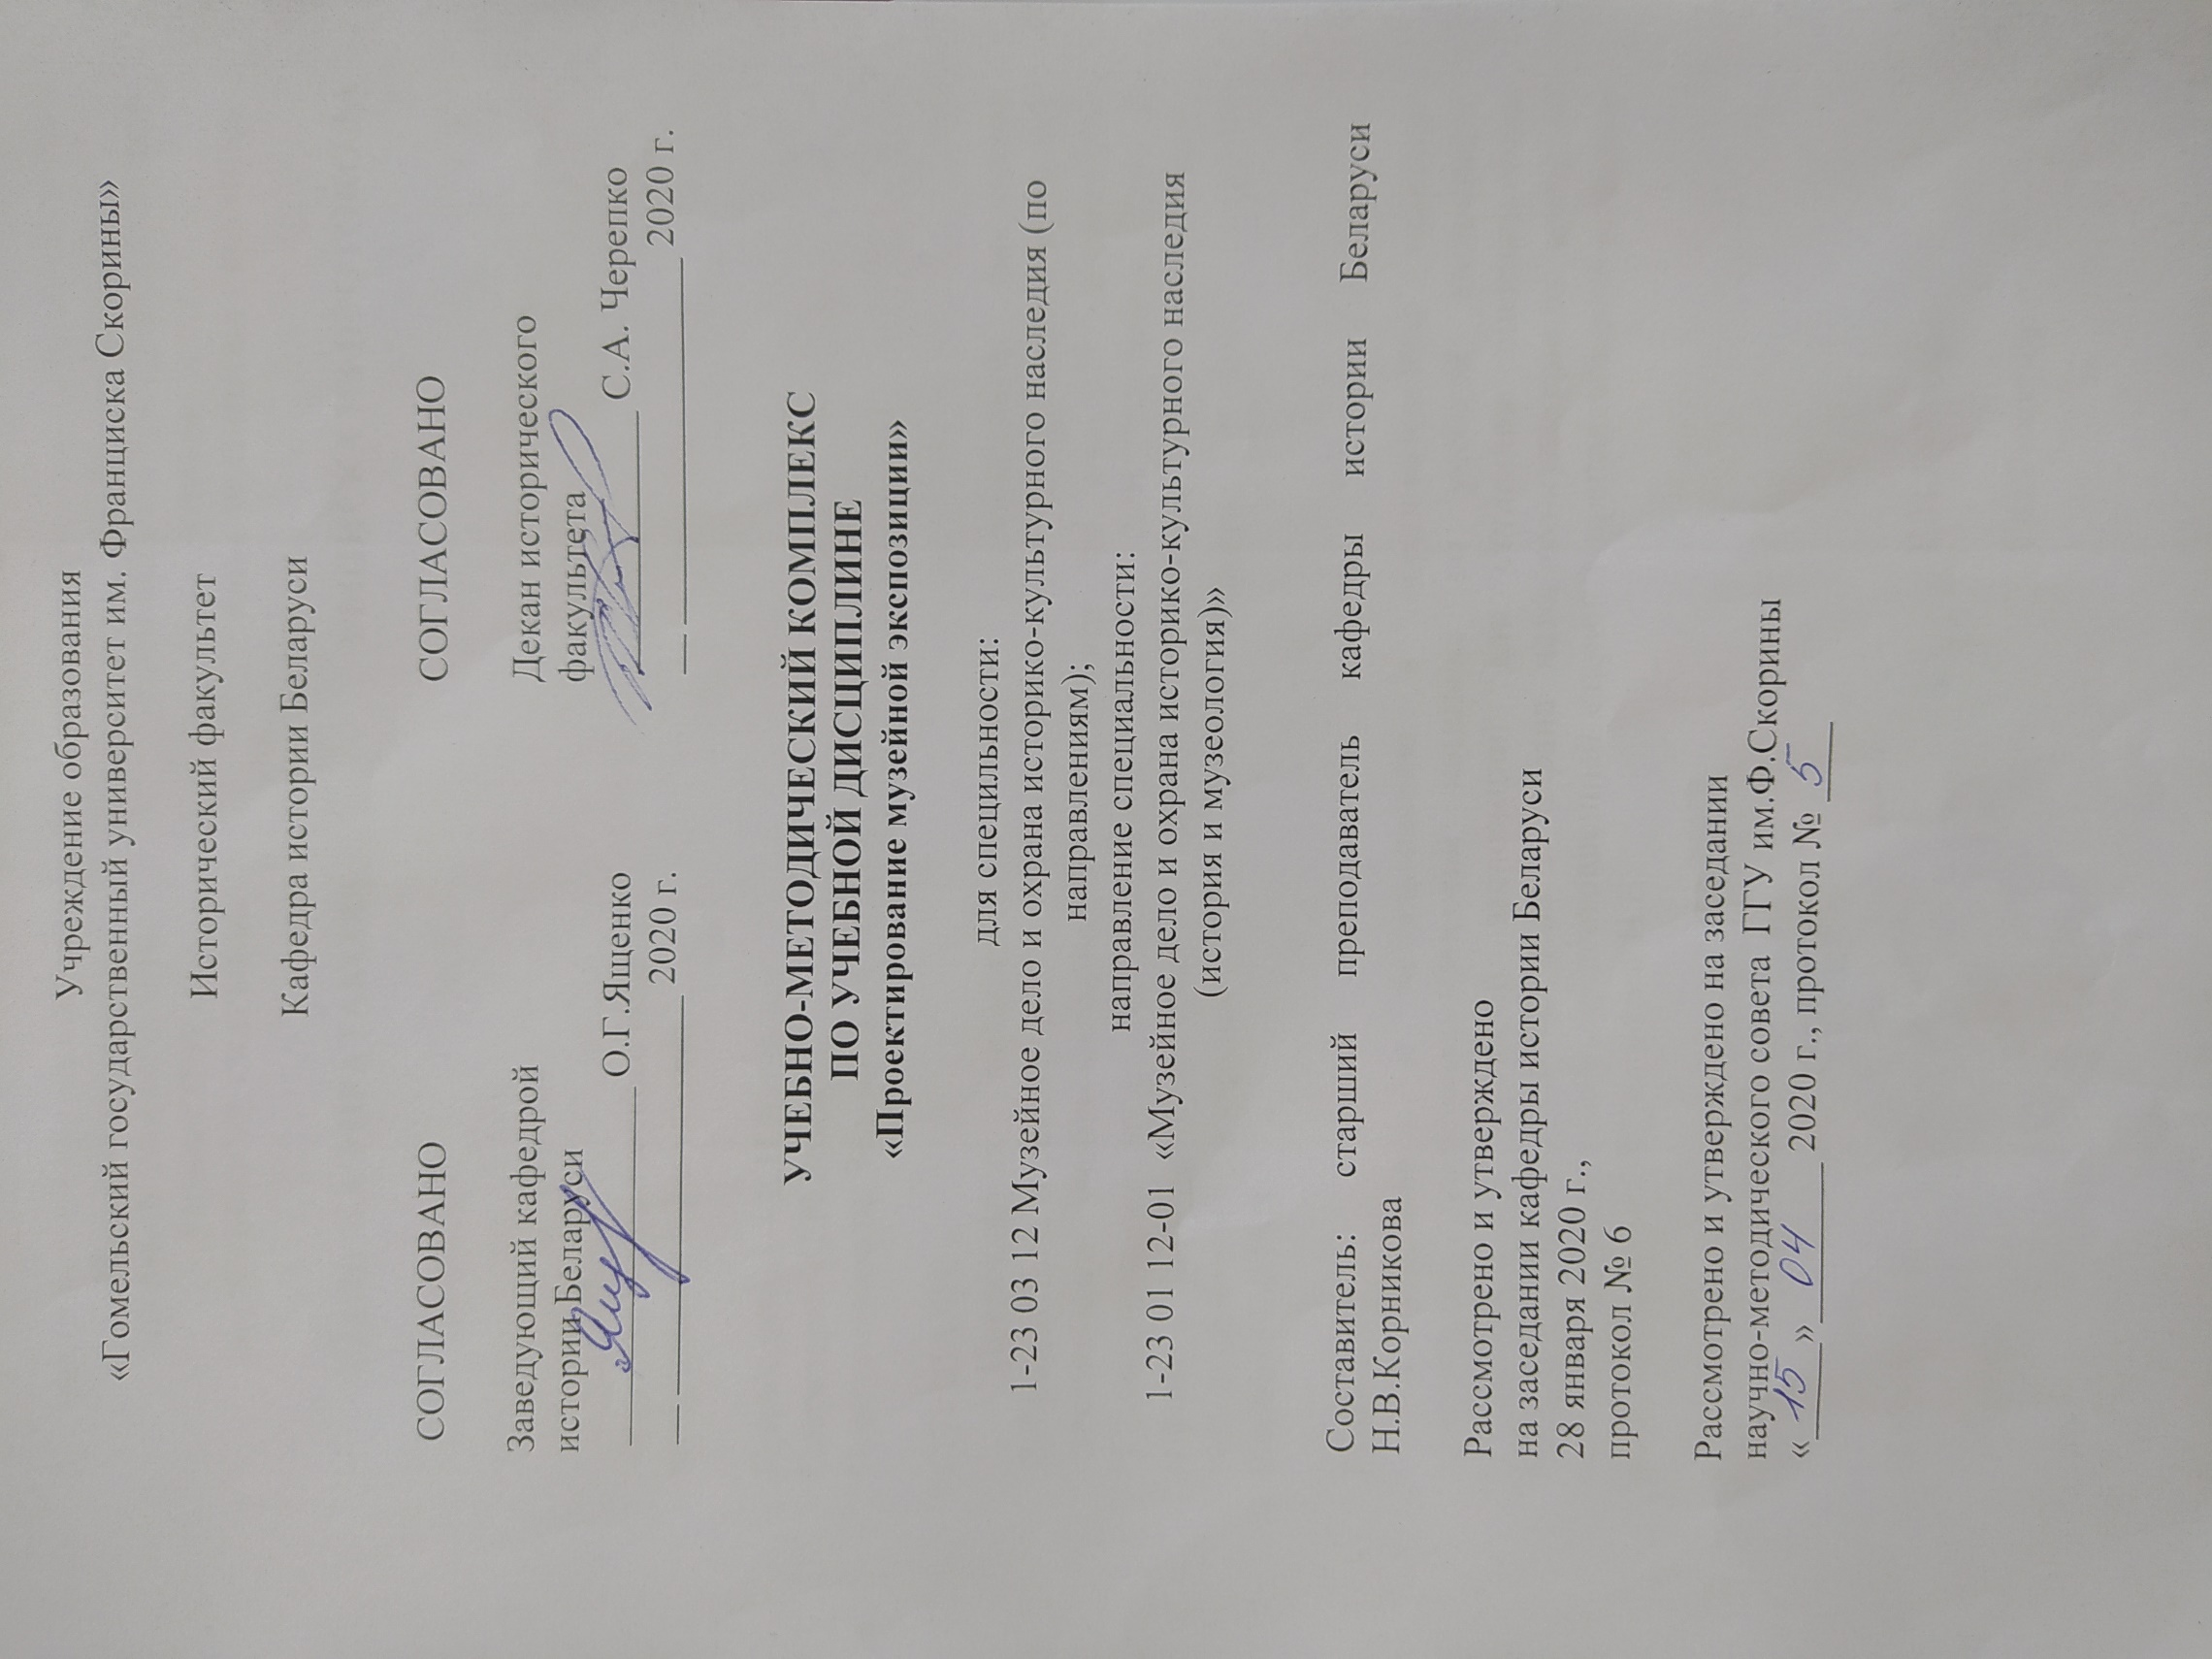 Учреждение образования
«Гомельский государственный университет им. Франциска Скорины»
Исторический факультет
Кафедра истории Беларуси
СОГЛАСОВАНО
Заведующий кафедрой
истории Беларуси
О.Г.Ященко
2020 г.
СОГЛАСОВАНО
Декан исторического
факультета
С.А. Черепко
2020 г.
УЧЕБНО-МЕТОДИЧЕСКИЙ КОМПЛЕКС
ПО УЧЕБНОЙ ДИСЦИПЛИНЕ
«Проектирование музейной экспозиции»
для специльности:
1-23 03 12 Музейное дело и охрана историко-культурного наследия (по
направлениям);
направление специальности:
1-23 01 12-01 «Музейное дело и охрана историко-культурного наследия
(история и музеология)»
Составитель: старший преподаватель кафедры истории Беларуси
Н.В.Корникова
Рассмотрено и утверждено
на заседании кафедры истории Беларуси
28 января 2020 г.,
протокол № 6
Рассмотрено и утверждено на заседании
научно-методического совета ГГУ им.Ф.Скорины
«15» 04 2020 г., протокол № 5